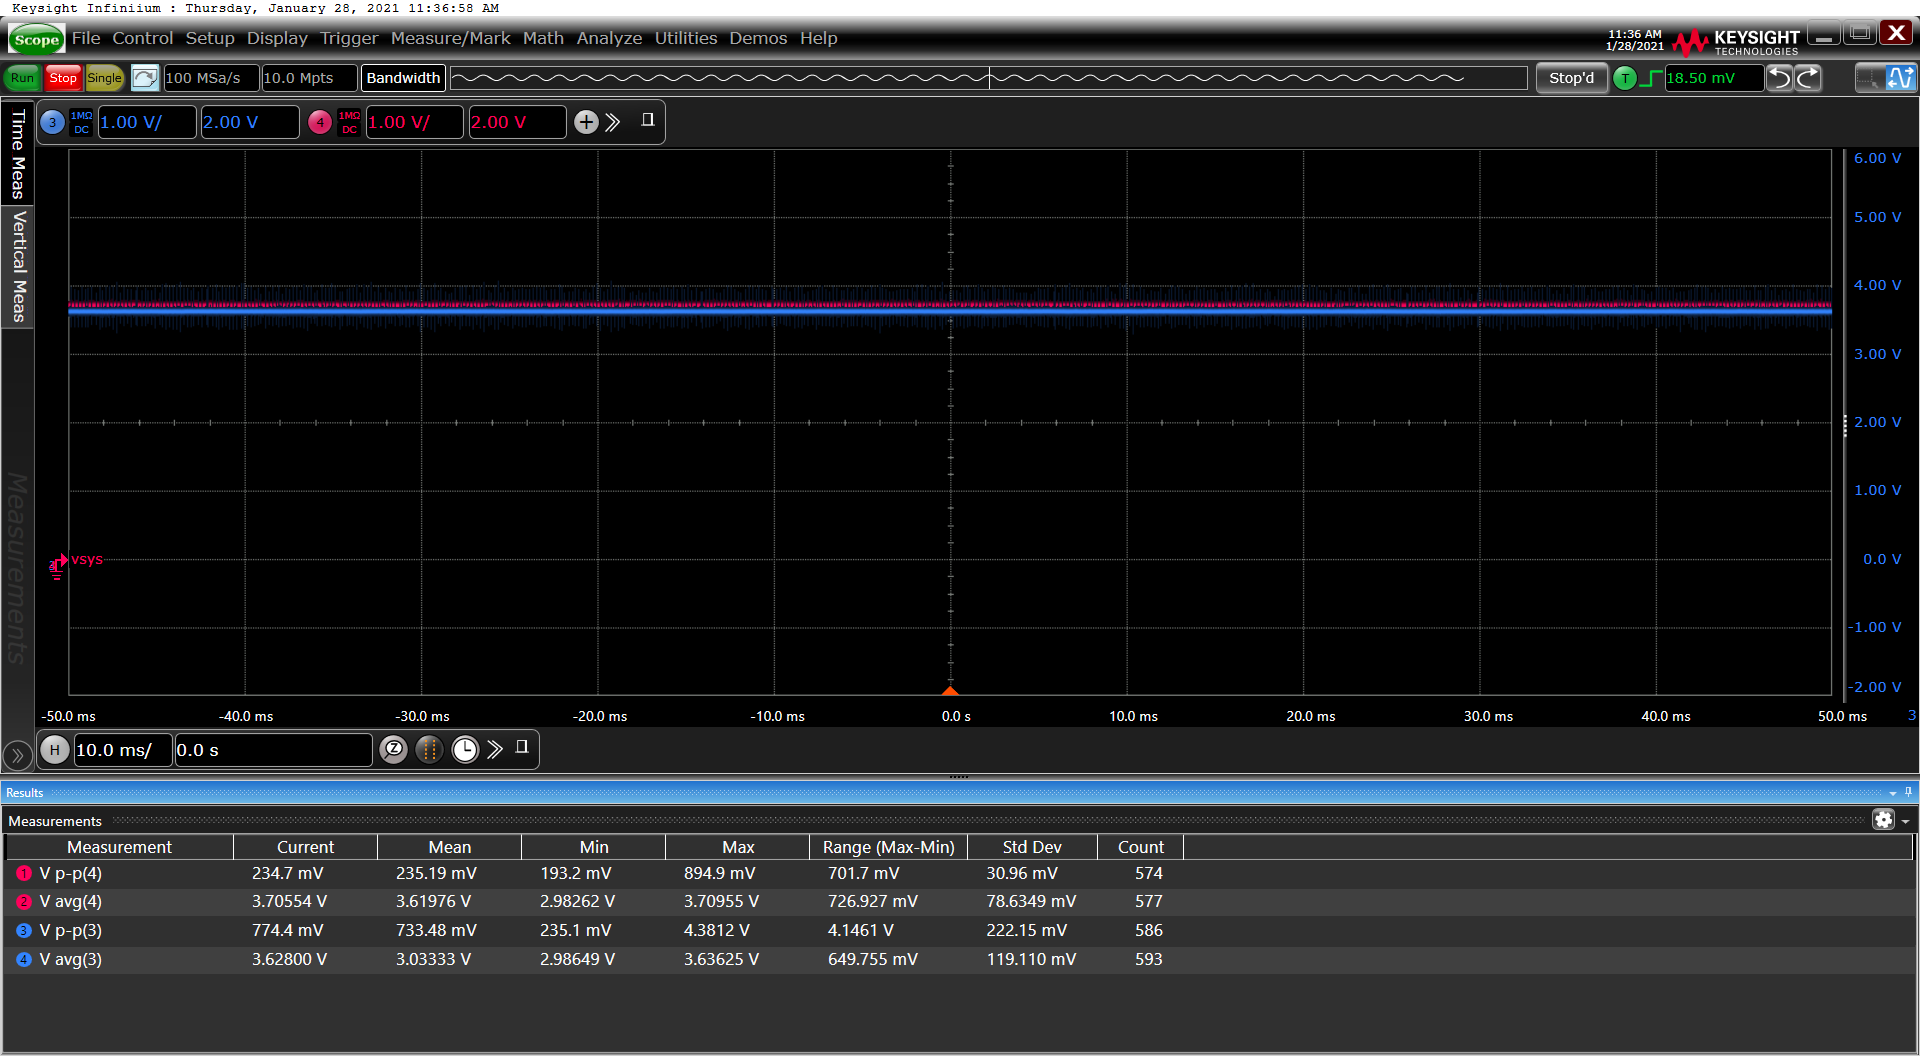 Keysight Infiniium : Thursday, January 28, 2021 11:36:58 AM
Scope File Control Setup Display Trigger Measure/Mark Math Analyze Utilities Demos Help
11:36 AM
1/28/2021
KEYSIGHT
TECHNOLOGIES
Run Stop Single 100 MSa/s 10.0 Mpts Bandwidth Stop'd T 18.50 mV
3 1MΩ DC 1.00 V/ 2.00 V 4 1MΩ DC 1.00 V/ 2.00 V
Time Meas
Vertical Meas
Measurements
6.00 V
5.00 V
4.00 V
3.00 V
2.00 V
1.00 V
0.0 V
-1.00 V
-2.00 V
vsys
-50.0 ms -40.0 ms -30.0 ms -20.0 ms -10.0 ms 0.0 s 10.0 ms 20.0 ms 30.0 ms 40.0 ms 50.0 ms 3
H 10.0 ms/ 0.0 s Z
Results
Measurements
Measurement Current Mean Min Max Range (Max-Min) Std Dev Count
1 V p-p(4) 234.7 mV 235.19 mV 193.2 mV 894.9 mV 701.7 mV 30.96 mV 574
2 V avg(4) 3.70554 V 3.61976 V 2.98262 V 3.70955 V 726.927 mV 78.6349 mV 577
3 V p-p(3) 774.4 mV 733.48 mV 235.1 mV 4.3812 V 4.1461 V 222.15 mV 586
4 V avg(3) 3.62800 V 3.03333 V 2.98649 V 3.63625 V 649.755 mV 119.110 mV 593